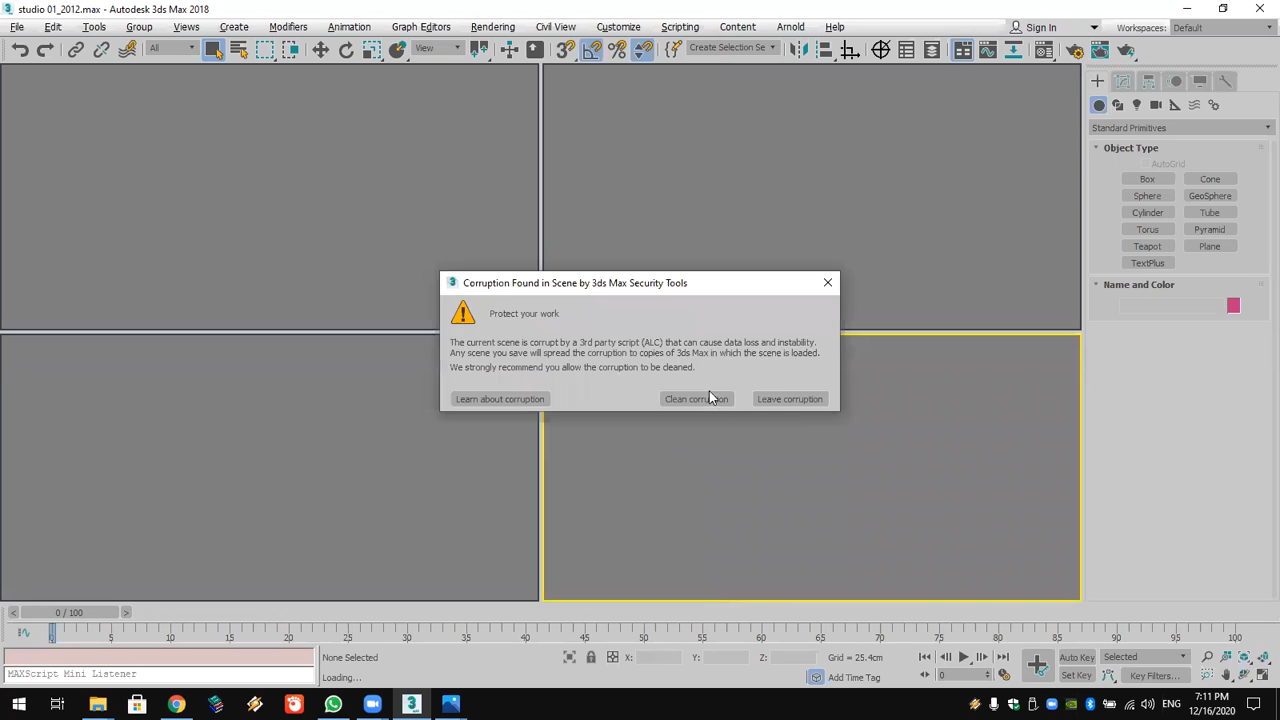 studio 01_2012.max - Autodesk 3ds Max 2018
File Edit Tools Group Views Create Modifiers Animation Graph Editors Rendering Civil View Customize Scripting Content Arnold Help Sign In Workspaces: Default
All View Create Selection Se
Standard Primitives
Object Type
AutoGrid
Box Cone
Sphere GeoSphere
Cylinder Tube
Torus Pyramid
Teapot Plane
TextPlus
Name and Color
Corruption Found in Scene by 3ds Max Security Tools
Protect your work
The current scene is corrupt by a 3rd party script (ALC) that can cause data loss and instability.
Any scene you save will spread the corruption to copies of 3ds Max in which the scene is loaded.
We strongly recommend you allow the corruption to be cleaned.
Learn about corruption Clean corruption Leave corruption
< 0 / 100 >
0 5 10 15 20 25 30 35 40 45 50 55 60 65 70 75 80 85 90 95 100
None Selected X: Y: Z: Grid = 25.4cm Auto Key Selected
MAXScript Mini Listener Loading... Add Time Tag 0 Set Key Key Filters...
ENG 7:11 PM
12/16/2020